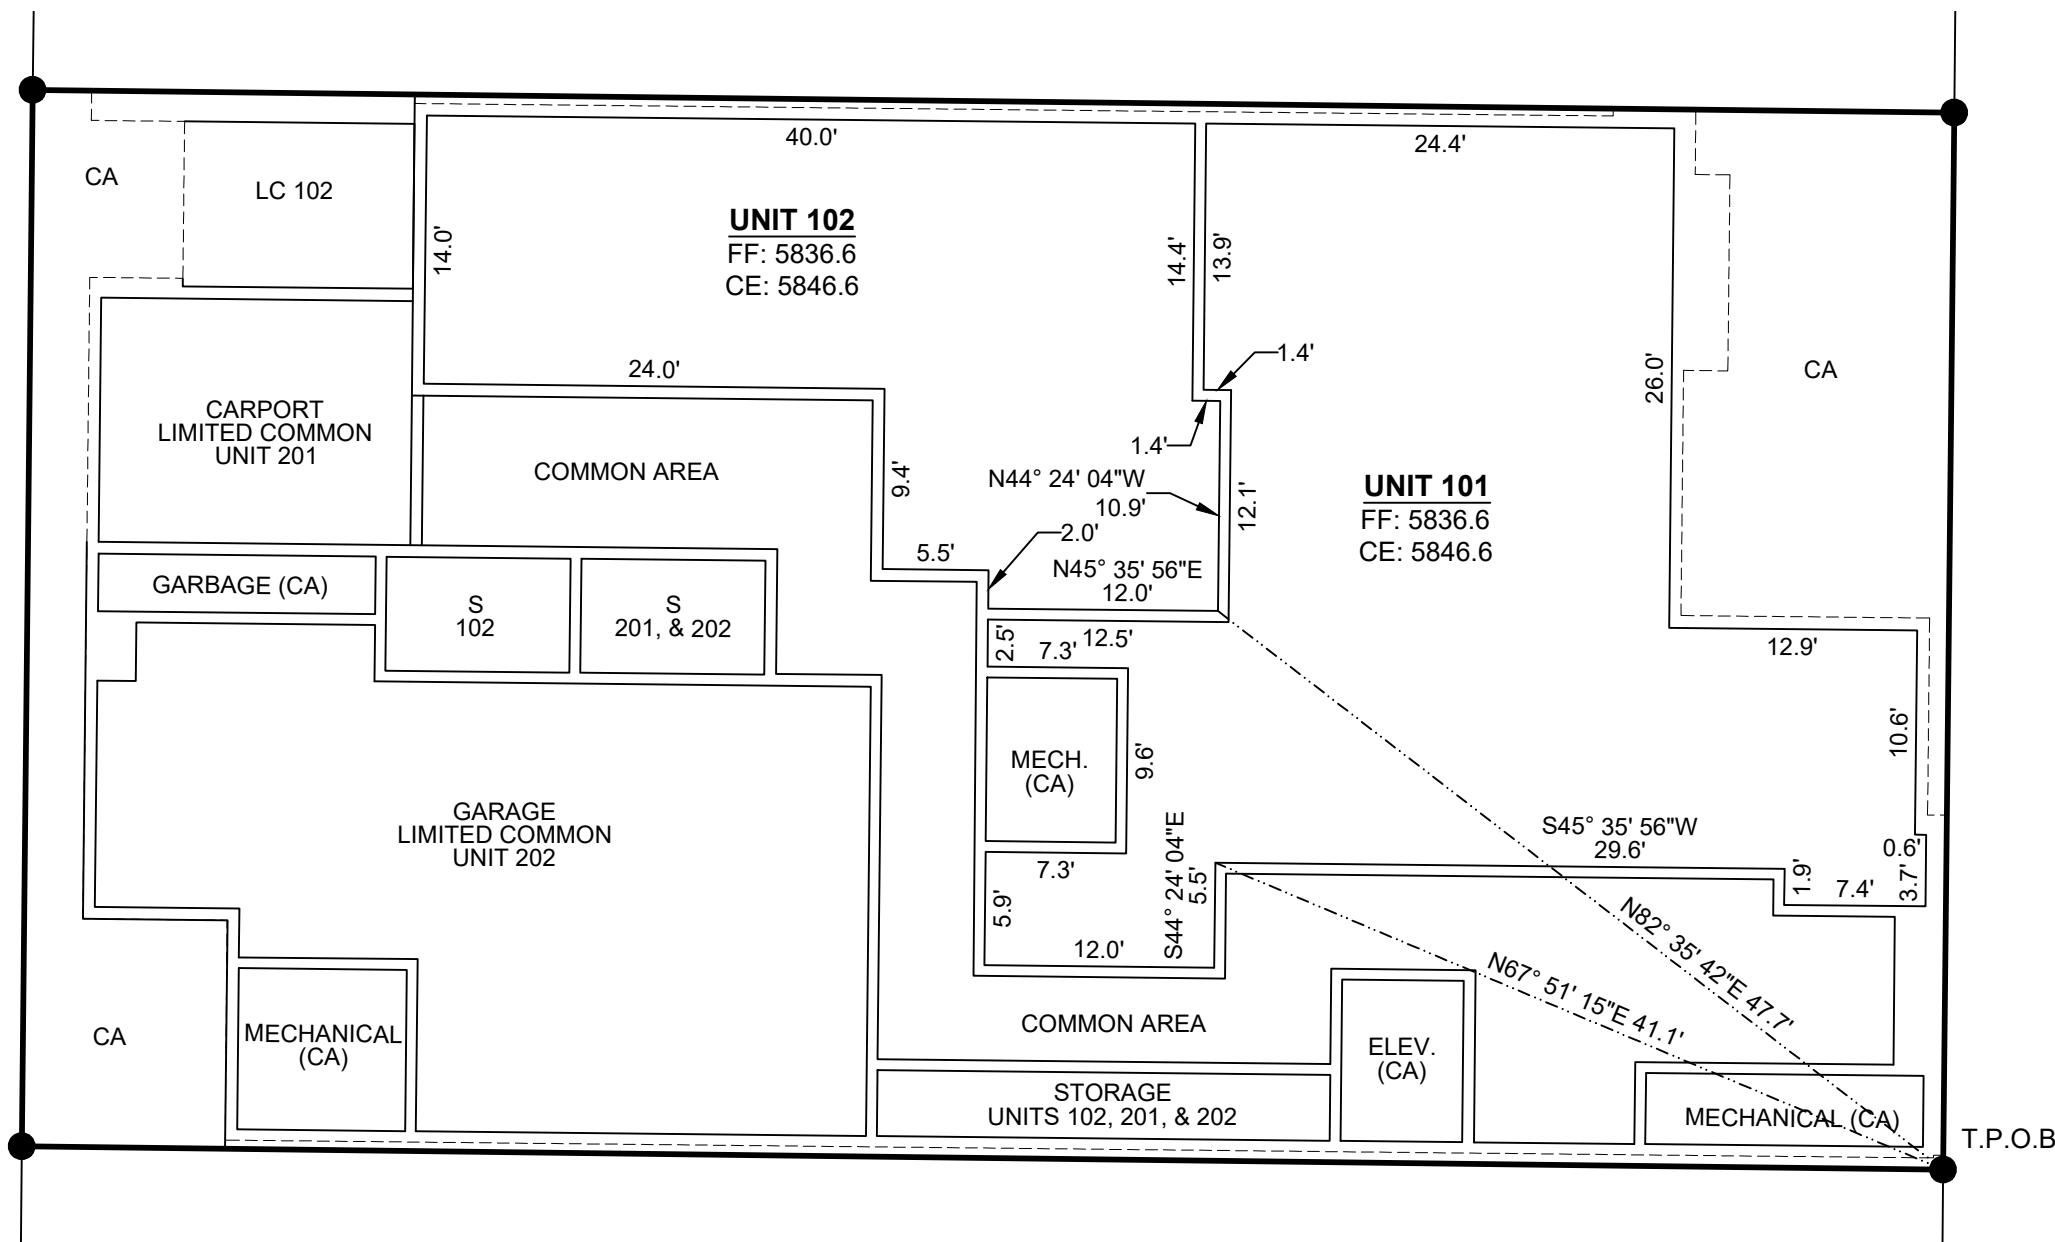 40.0'
24.4'
CA
LC 102
UNIT 102
FF: 5836.6
CE: 5846.6
14.0'
14.4'
13.9'
1.4'
24.0'
26.0'
CA
CARPORT
LIMITED COMMON
UNIT 201
COMMON AREA
9.4'
1.4'
N44° 24' 04"W
10.9'
12.1'
UNIT 101
FF: 5836.6
CE: 5846.6
2.0'
5.5'
N45° 35' 56"E
12.0'
GARBAGE (CA)
S
102
S
201, & 202
2.5'
12.5'
7.3'
12.9'
10.6'
MECH.
(CA)
9.6'
GARAGE
LIMITED COMMON
UNIT 202
S45° 35' 56"W
29.6'
0.6'
7.3'
1.9'
7.4'
3.7'
5.9'
S44° 24' 04"E
5.5'
12.0'
N82° 35' 42"E 47.7'
N67° 51' 15"E 41.1'
CA
MECHANICAL
(CA)
COMMON AREA
ELEV.
(CA)
STORAGE
UNITS 102, 201, & 202
MECHANICAL (CA)
T.P.O.B